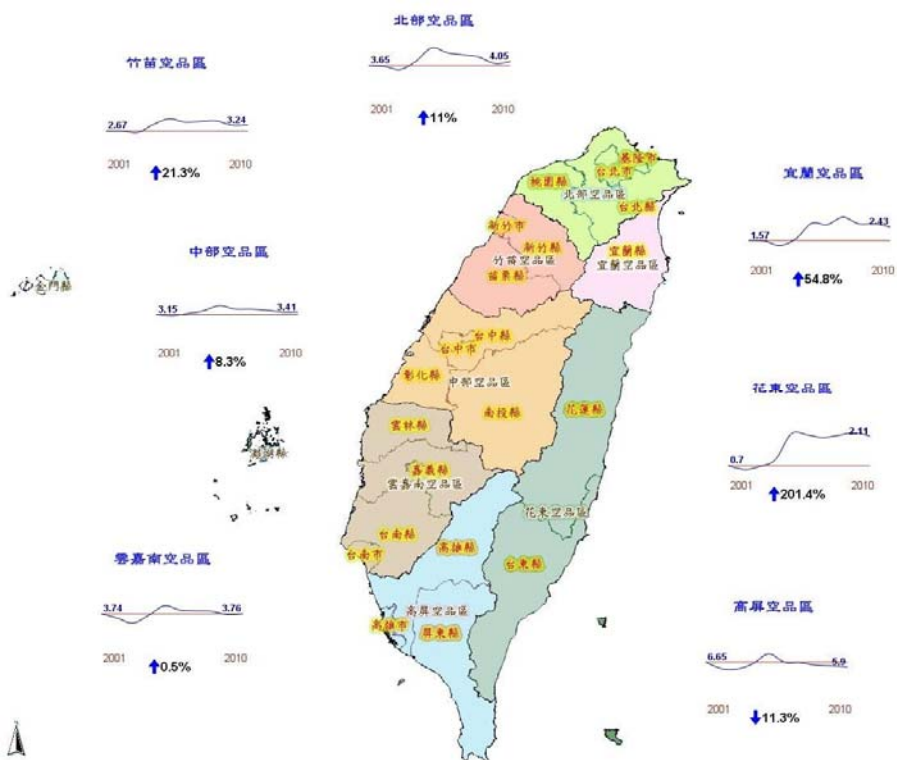 北部空品區
3.65
4.05
2001
2010
11%
竹苗空品區
2.67
3.24
2001
2010
21.3%
宜蘭空品區
1.57
2.43
2001
2010
54.8%
中部空品區
3.15
3.41
2001
2010
8.3%
花東空品區
0.7
2.11
2001
2010
201.4%
雲嘉南空品區
3.74
3.76
2001
2010
0.5%
高屏空品區
6.65
5.9
2001
2010
11.3%
基隆市
台北市
桃園縣
北部空品區
台北縣
新竹市
新竹縣
竹苗空品區
苗栗縣
宜蘭縣
宜蘭空品區
金門縣
台中縣
台中市
彰化縣
中部空品區
南投縣
花蓮縣
雲林縣
澎湖縣
嘉義縣
雲嘉南空品區
花東空品區
台南縣
台南市
高雄縣
台東縣
高屏空品區
高雄市
屏東縣